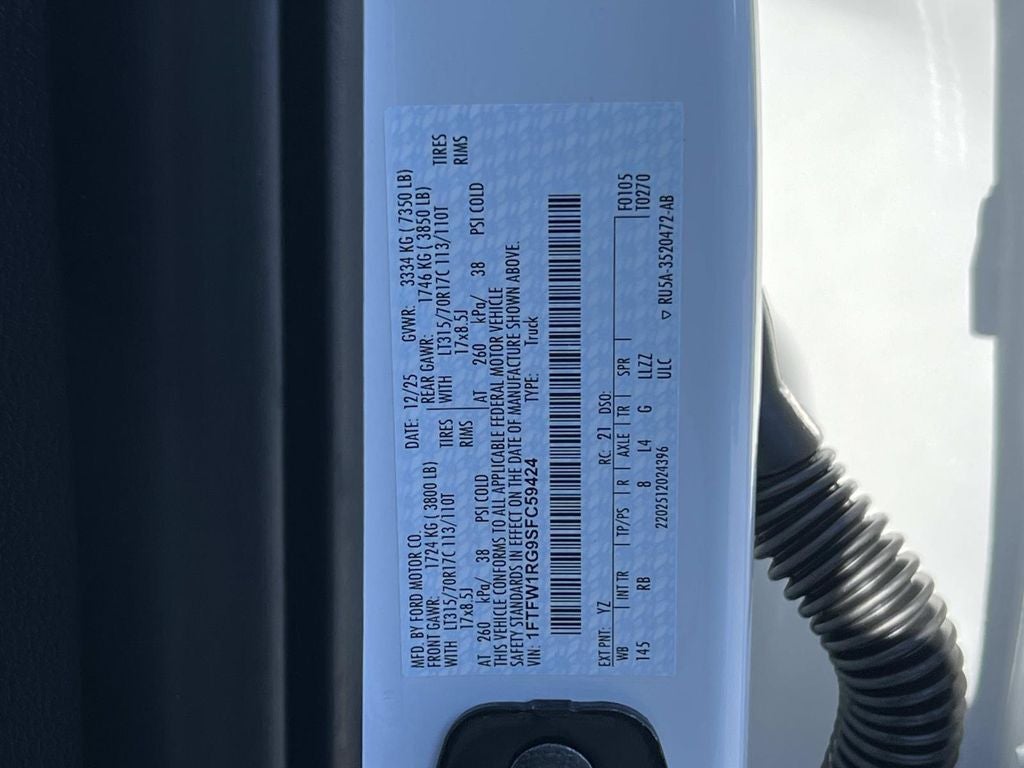 MFD BY FORD MOTOR CO. DATE: 12/25 GVWR: 3334 KG ( 7350 LB)
FRONT GAWR: 1724 KG ( 3800 LB) REAR GAWR: 1746 KG ( 3850 LB)
WITH LT315/70R17C 113/110T TIRES WITH LT315/70R17C 113/110T TIRES
17x8.5J RIMS 17x8.5J RIMS
AT 260 kPa/ 38 PSI COLD AT 260 kPa/ 38 PSI COLD
THIS VEHICLE CONFORMS TO ALL APPLICABLE FEDERAL MOTOR VEHICLE
SAFETY STANDARDS IN EFFECT ON THE DATE OF MANUFACTURE SHOWN ABOVE.
VIN: 1FTFW1RG9SFC59424 TYPE: Truck
EXT PNT: YZ RC: 21 DSO: F0105
WB INT TR TP/PS R AXLE TR SPR T0270
145 RB 8 L4 G LLZZ
ULC
2202512024396 ▽ RU5A-3520472-AB